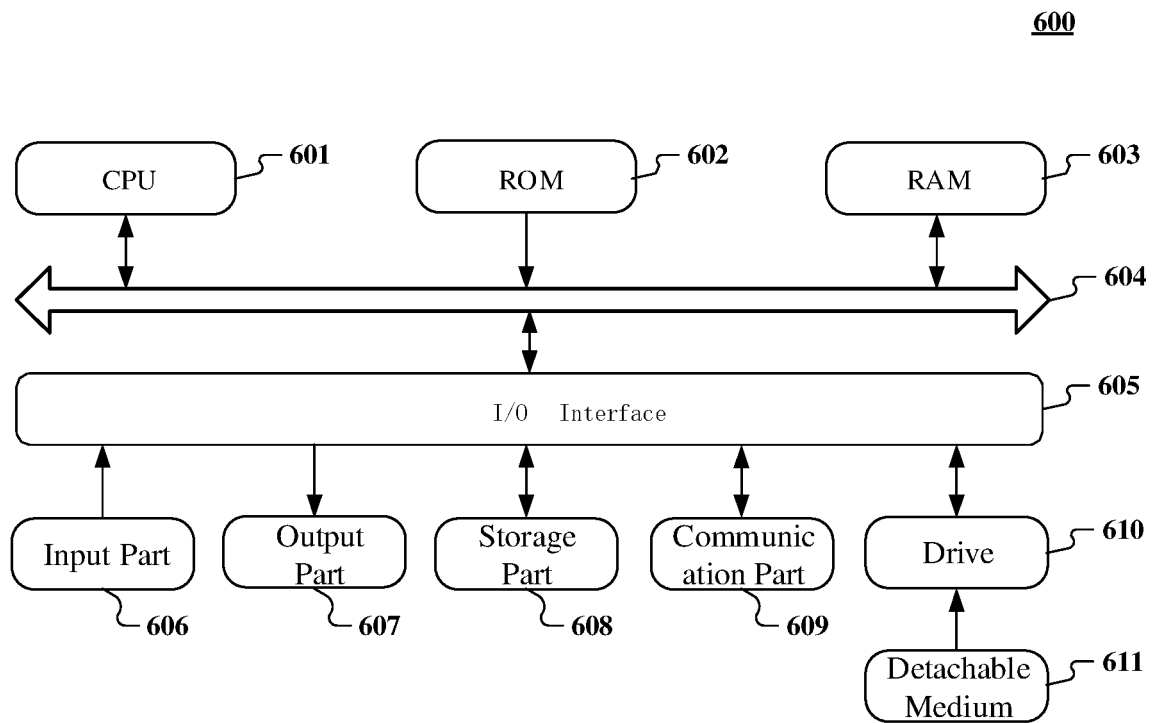 600
CPU
601
ROM
602
RAM
603
604
I/O Interface
605
Input Part
606
Output
Part
607
Storage
Part
608
Communic
ation Part
609
Drive
610
Detachable
Medium
611